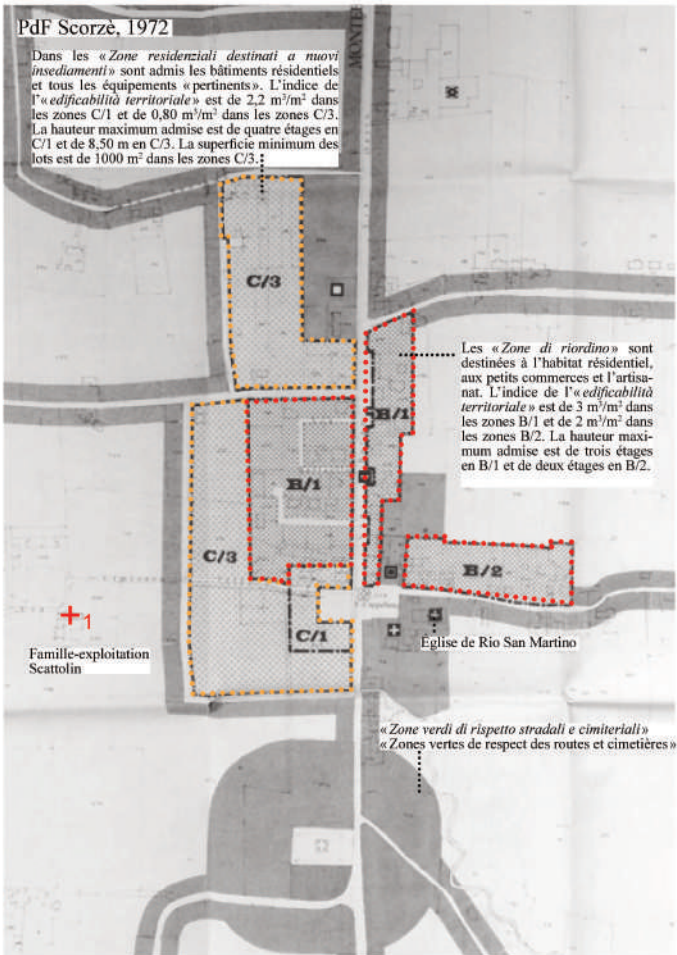 PdF Scorzè, 1972
Dans les «Zone residenziali destinati a nuovi
insediamenti» sont admis les bâtiments résidentiels
et tous les équipements «pertinents». L'indice de
l'«edificabilità territoriale» est de 2,2 m³/m² dans
les zones C/1 et de 0,80 m³/m² dans les zones C/3.
La hauteur maximum admise est de quatre étages en
C/1 et de 8,50 m en C/3. La superficie minimum des
lots est de 1000 m² dans les zones C/3.
C/3
Les «Zone di riordino» sont
destinées à l'habitat résidentiel,
aux petits commerces et l'artisa-
nat. L'indice de l'«edificabilità
territoriale» est de 3 m³/m² dans
les zones B/1 et de 2 m³/m² dans
les zones B/2. La hauteur maxi-
mum admise est de trois étages
en B/1 et de deux étages en B/2.
B/1
B/1
C/3
B/2
C/1
1
Famille-exploitation
Scattolin
Église de Rio San Martino
«Zone verdi di rispetto stradali e cimiteriali»
«Zones vertes de respect des routes et cimetières»